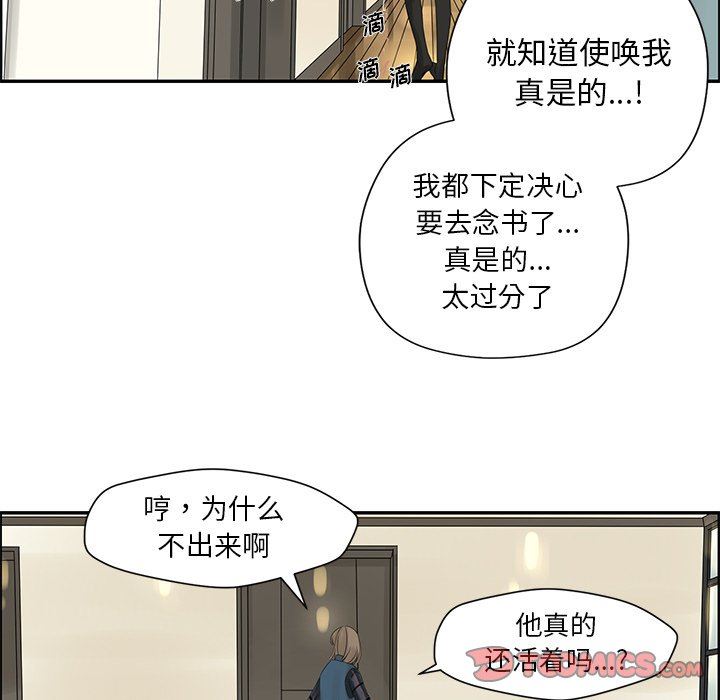 滴
滴 滴
就知道使唤我
真是的...!
我都下定决心
要去念书了...
真是的...
太过分了
哼，为什么
不出来啊
他真的
还活着吗...?
TCOMICS.COM